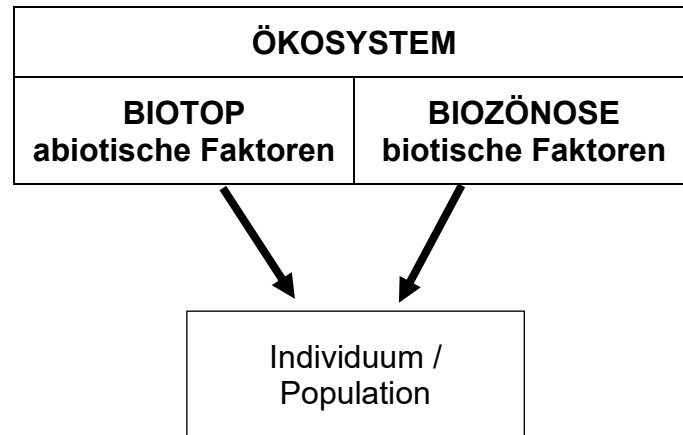 ÖKOSYSTEM
BIOTOP
abiotische Faktoren
BIOZÖNOSE
biotische Faktoren
Individuum /
Population